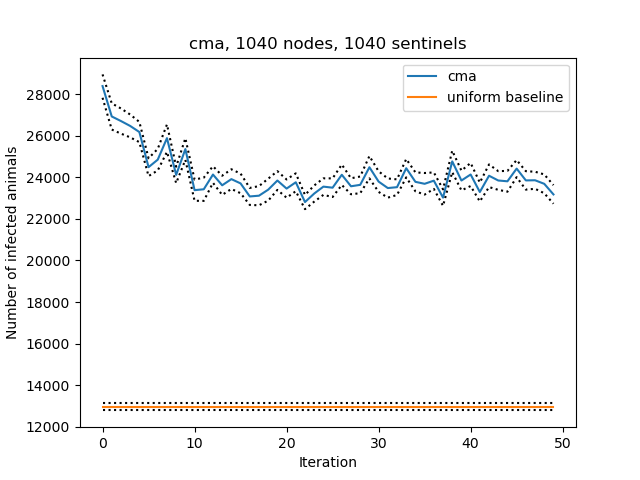 cma, 1040 nodes, 1040 sentinels
cma
uniform baseline
28000
26000
24000
22000
20000
18000
16000
14000
12000
Number of infected animals
0 10 20 30 40 50
Iteration